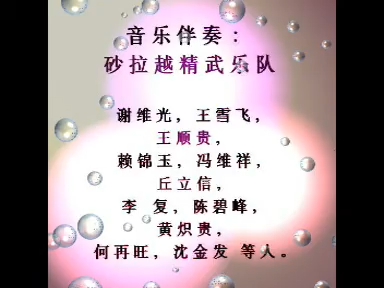 音乐伴奏：
砂拉越精武乐队
谢维光，王雪飞，
王顺贵，
赖锦玉，冯维祥，
丘立信，
李 复，陈碧峰，
黄炽贵，
何再旺，沈金发 等人。